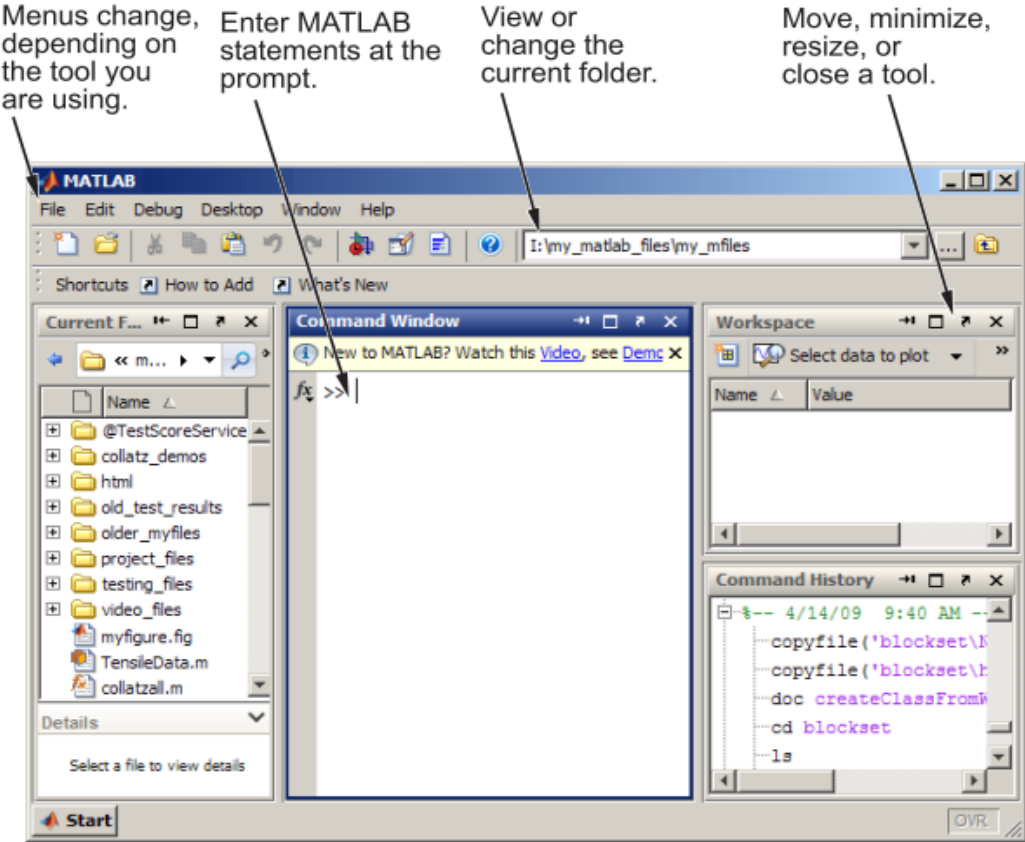 Menus change,
depending on
the tool you
are using.
Enter MATLAB
statements at the
prompt.
View or
change the
current folder.
Move, minimize,
resize, or
close a tool.
MATLAB
File Edit Debug Desktop Window Help
I:\my_matlab_files\my_mfiles
...
Shortcuts How to Add What's New
Current F...
« m...
Name
@TestScoreService
collatz_demos
html
old_test_results
older_myfiles
project_files
testing_files
video_files
myfigure.fig
TensileData.m
collatzall.m
Details
Select a file to view details
Command Window
New to MATLAB? Watch this Video, see Demo
fx >>
Workspace
Select data to plot »
Name Value
Command History
%-- 4/14/09 9:40 AM --
copyfile('blockset\N
copyfile('blockset\h
doc createClassFromW
cd blockset
ls
Start
OVR